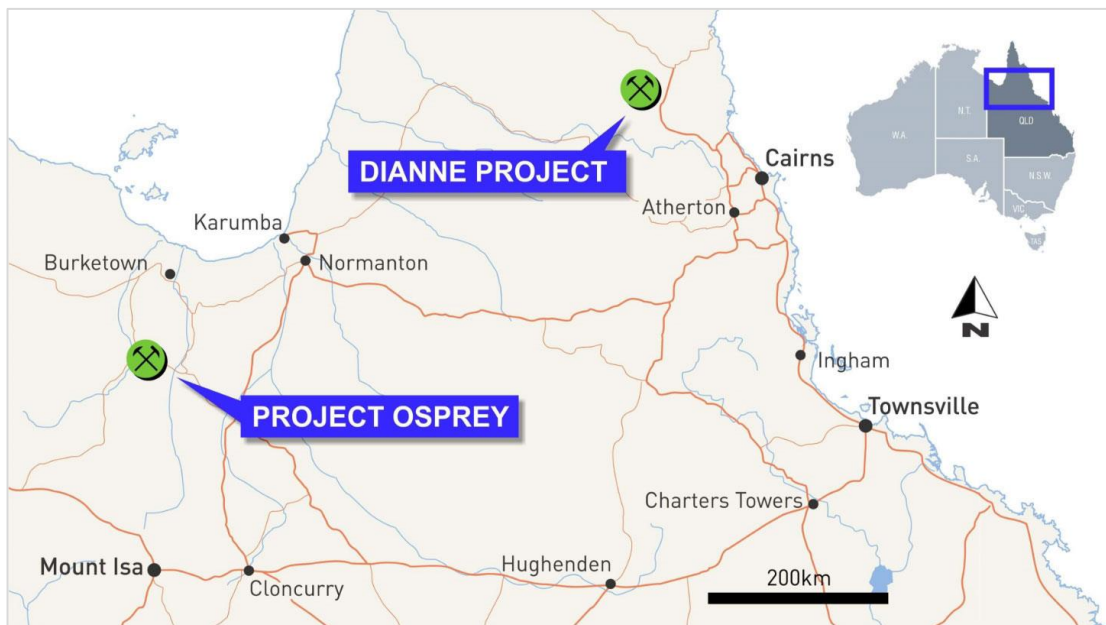 DIANNE PROJECT
Cairns
Atherton
Karumba
Normanton
Burketown
PROJECT OSPREY
Ingham
Townsville
Charters Towers
Mount Isa
Cloncurry
Hughenden
200km
W.A.
N.T.
QLD
S.A.
N.S.W.
VIC
TAS
N